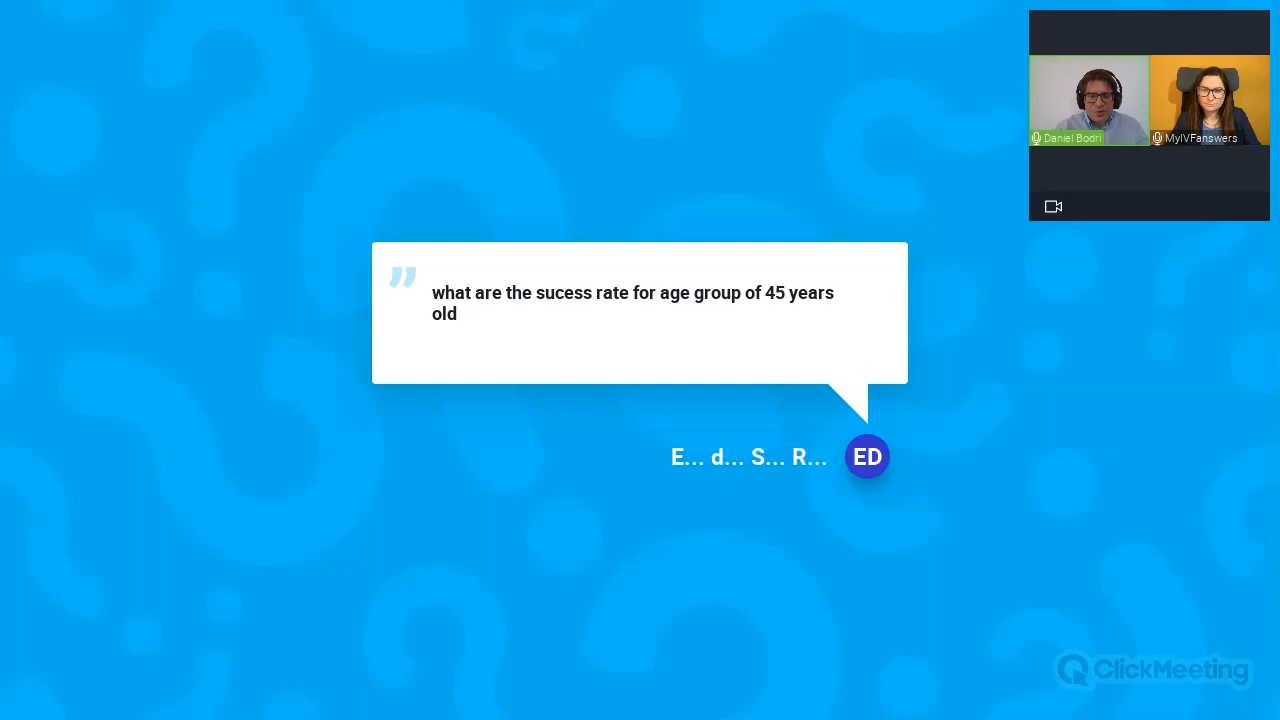 Daniel Bodri
MyIVFanswers
”
what are the sucess rate for age group of 45 years
old
E... d... S... R...
ED
ClickMeeting